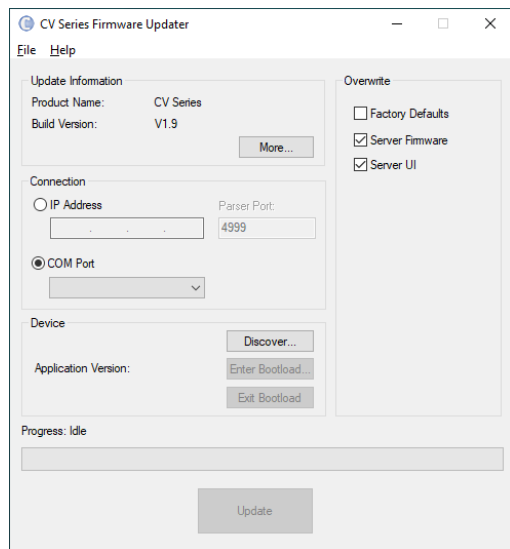 CV Series Firmware Updater
File Help
Update Information
Product Name: CV Series
Build Version: V1.9
More...
Connection
IP Address
Parser Port:
. . .
4999
COM Port
Device
Discover...
Application Version:
Enter Bootload...
Exit Bootload
Overwrite
Factory Defaults
Server Firmware
Server UI
Progress: Idle
Update